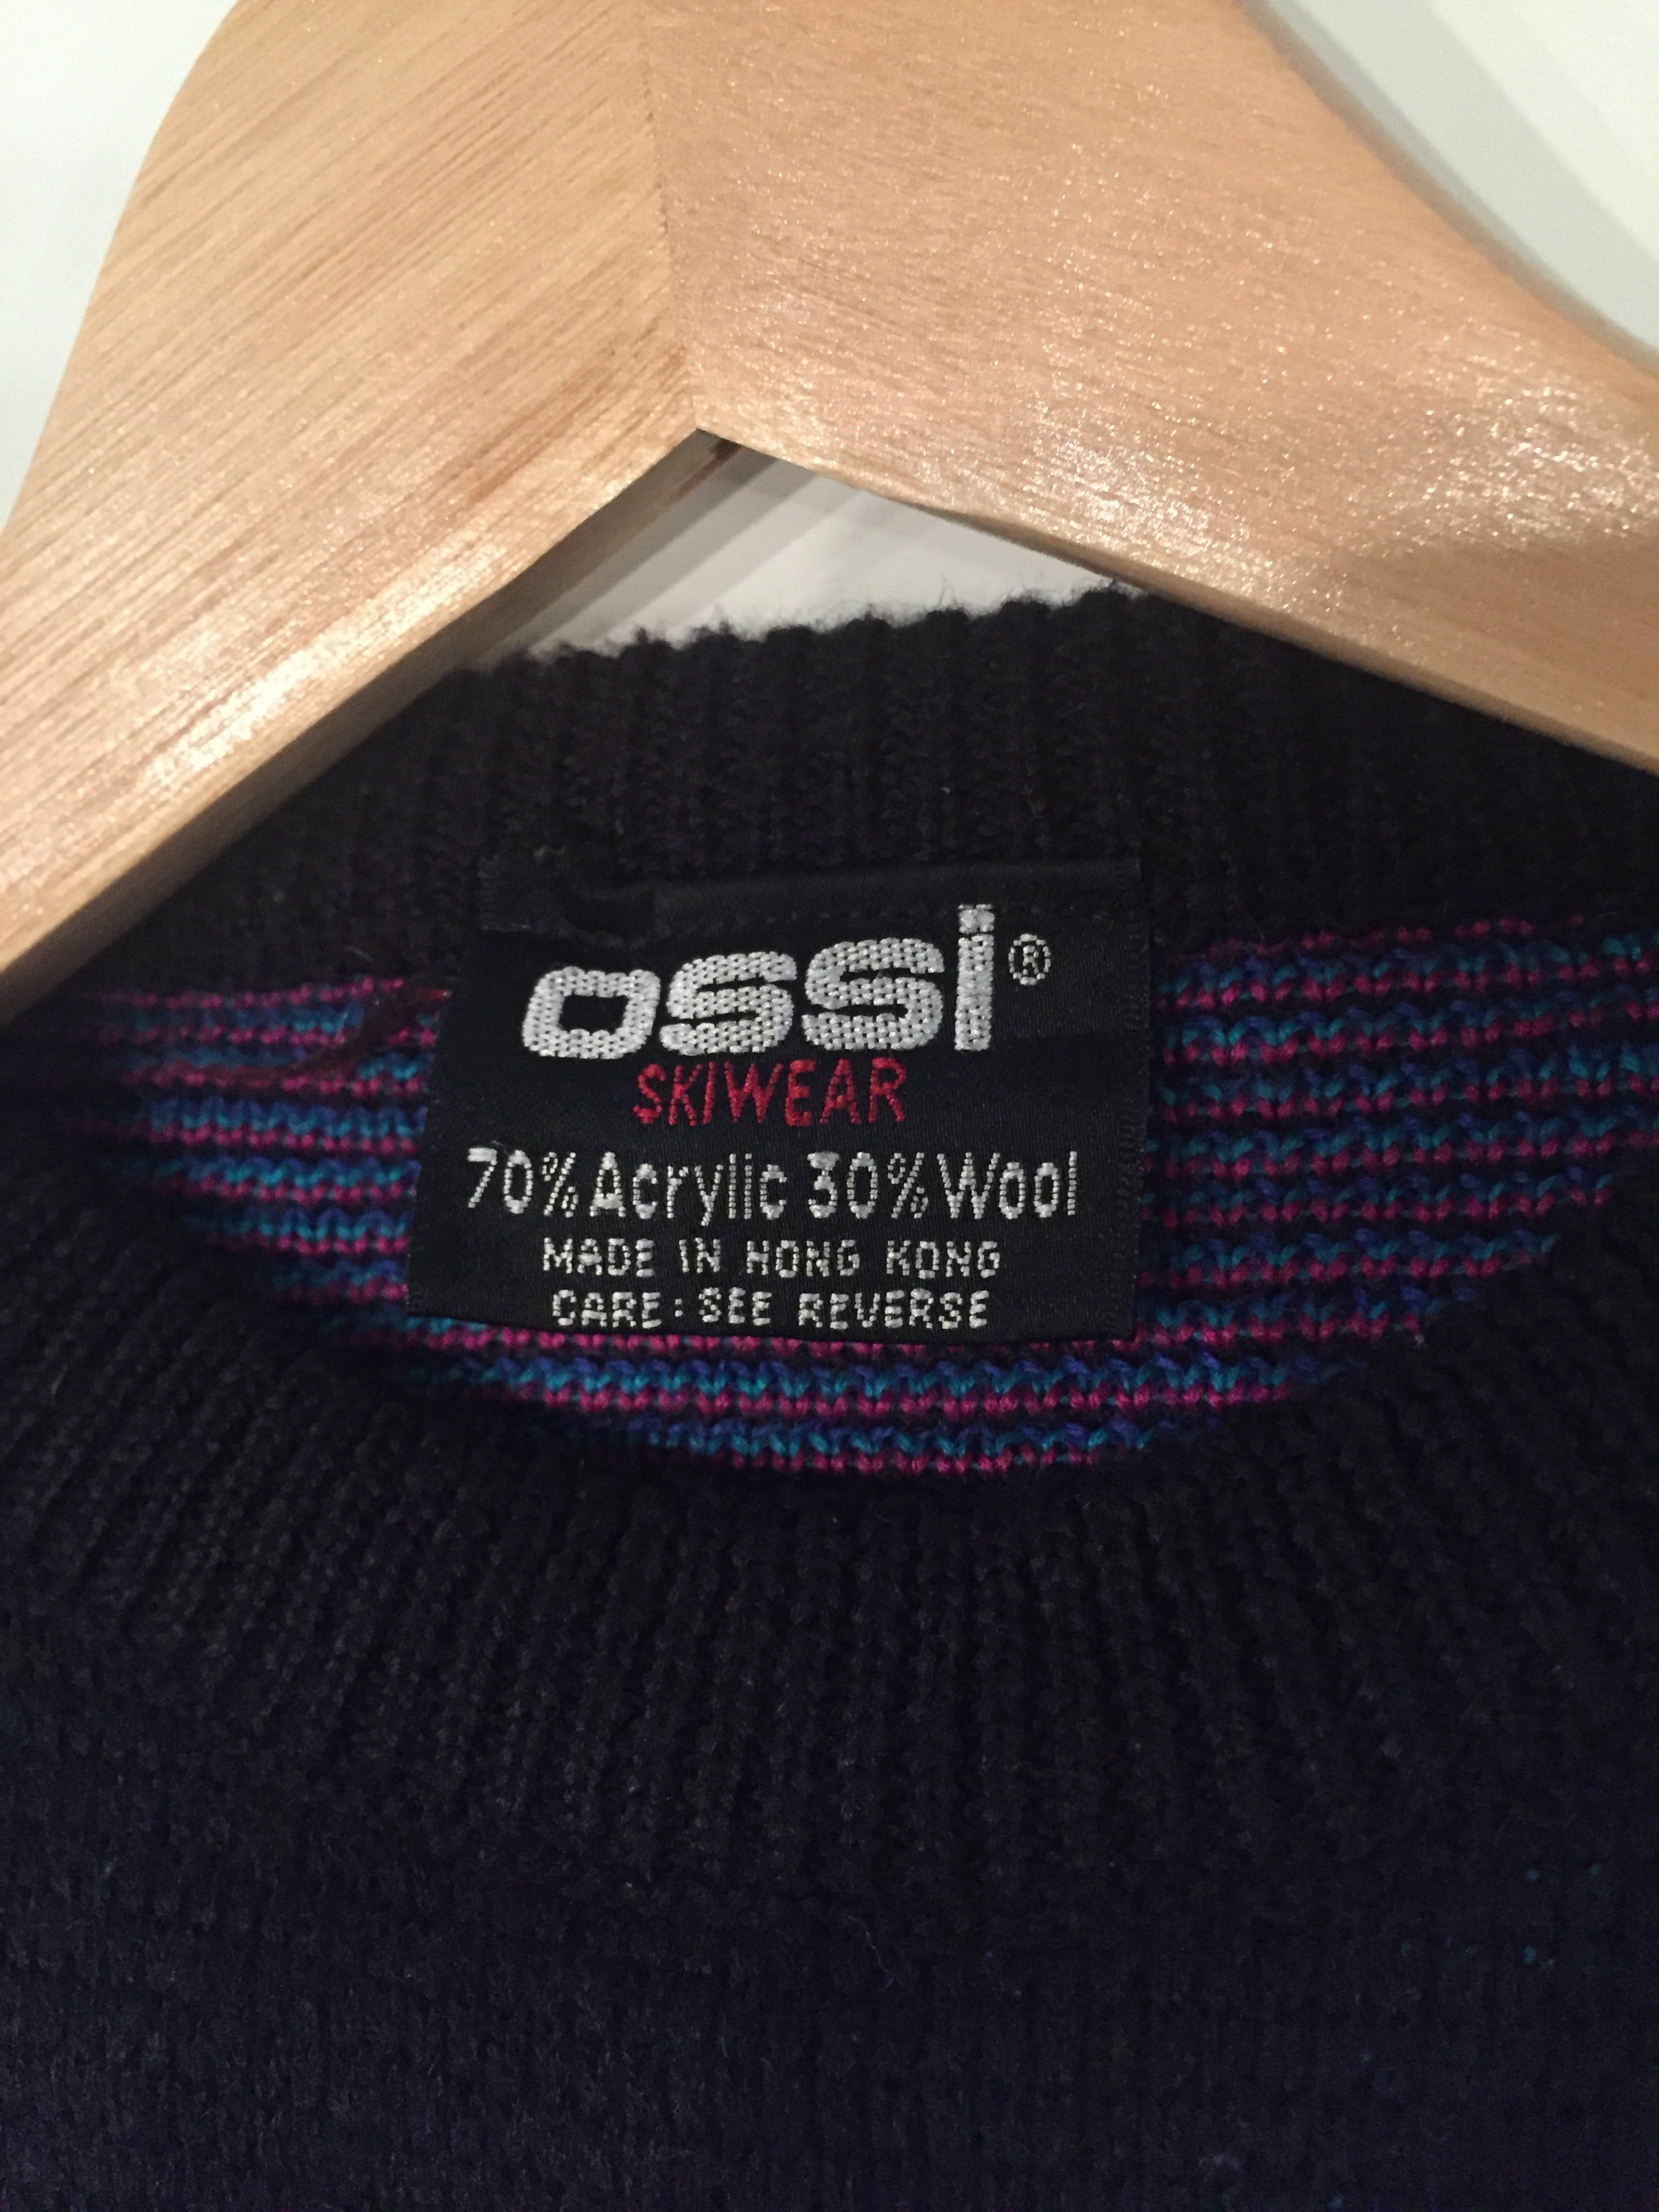 ossi®
SKIWEAR
70% Acrylic 30% Wool
MADE IN HONG KONG
CARE: SEE REVERSE